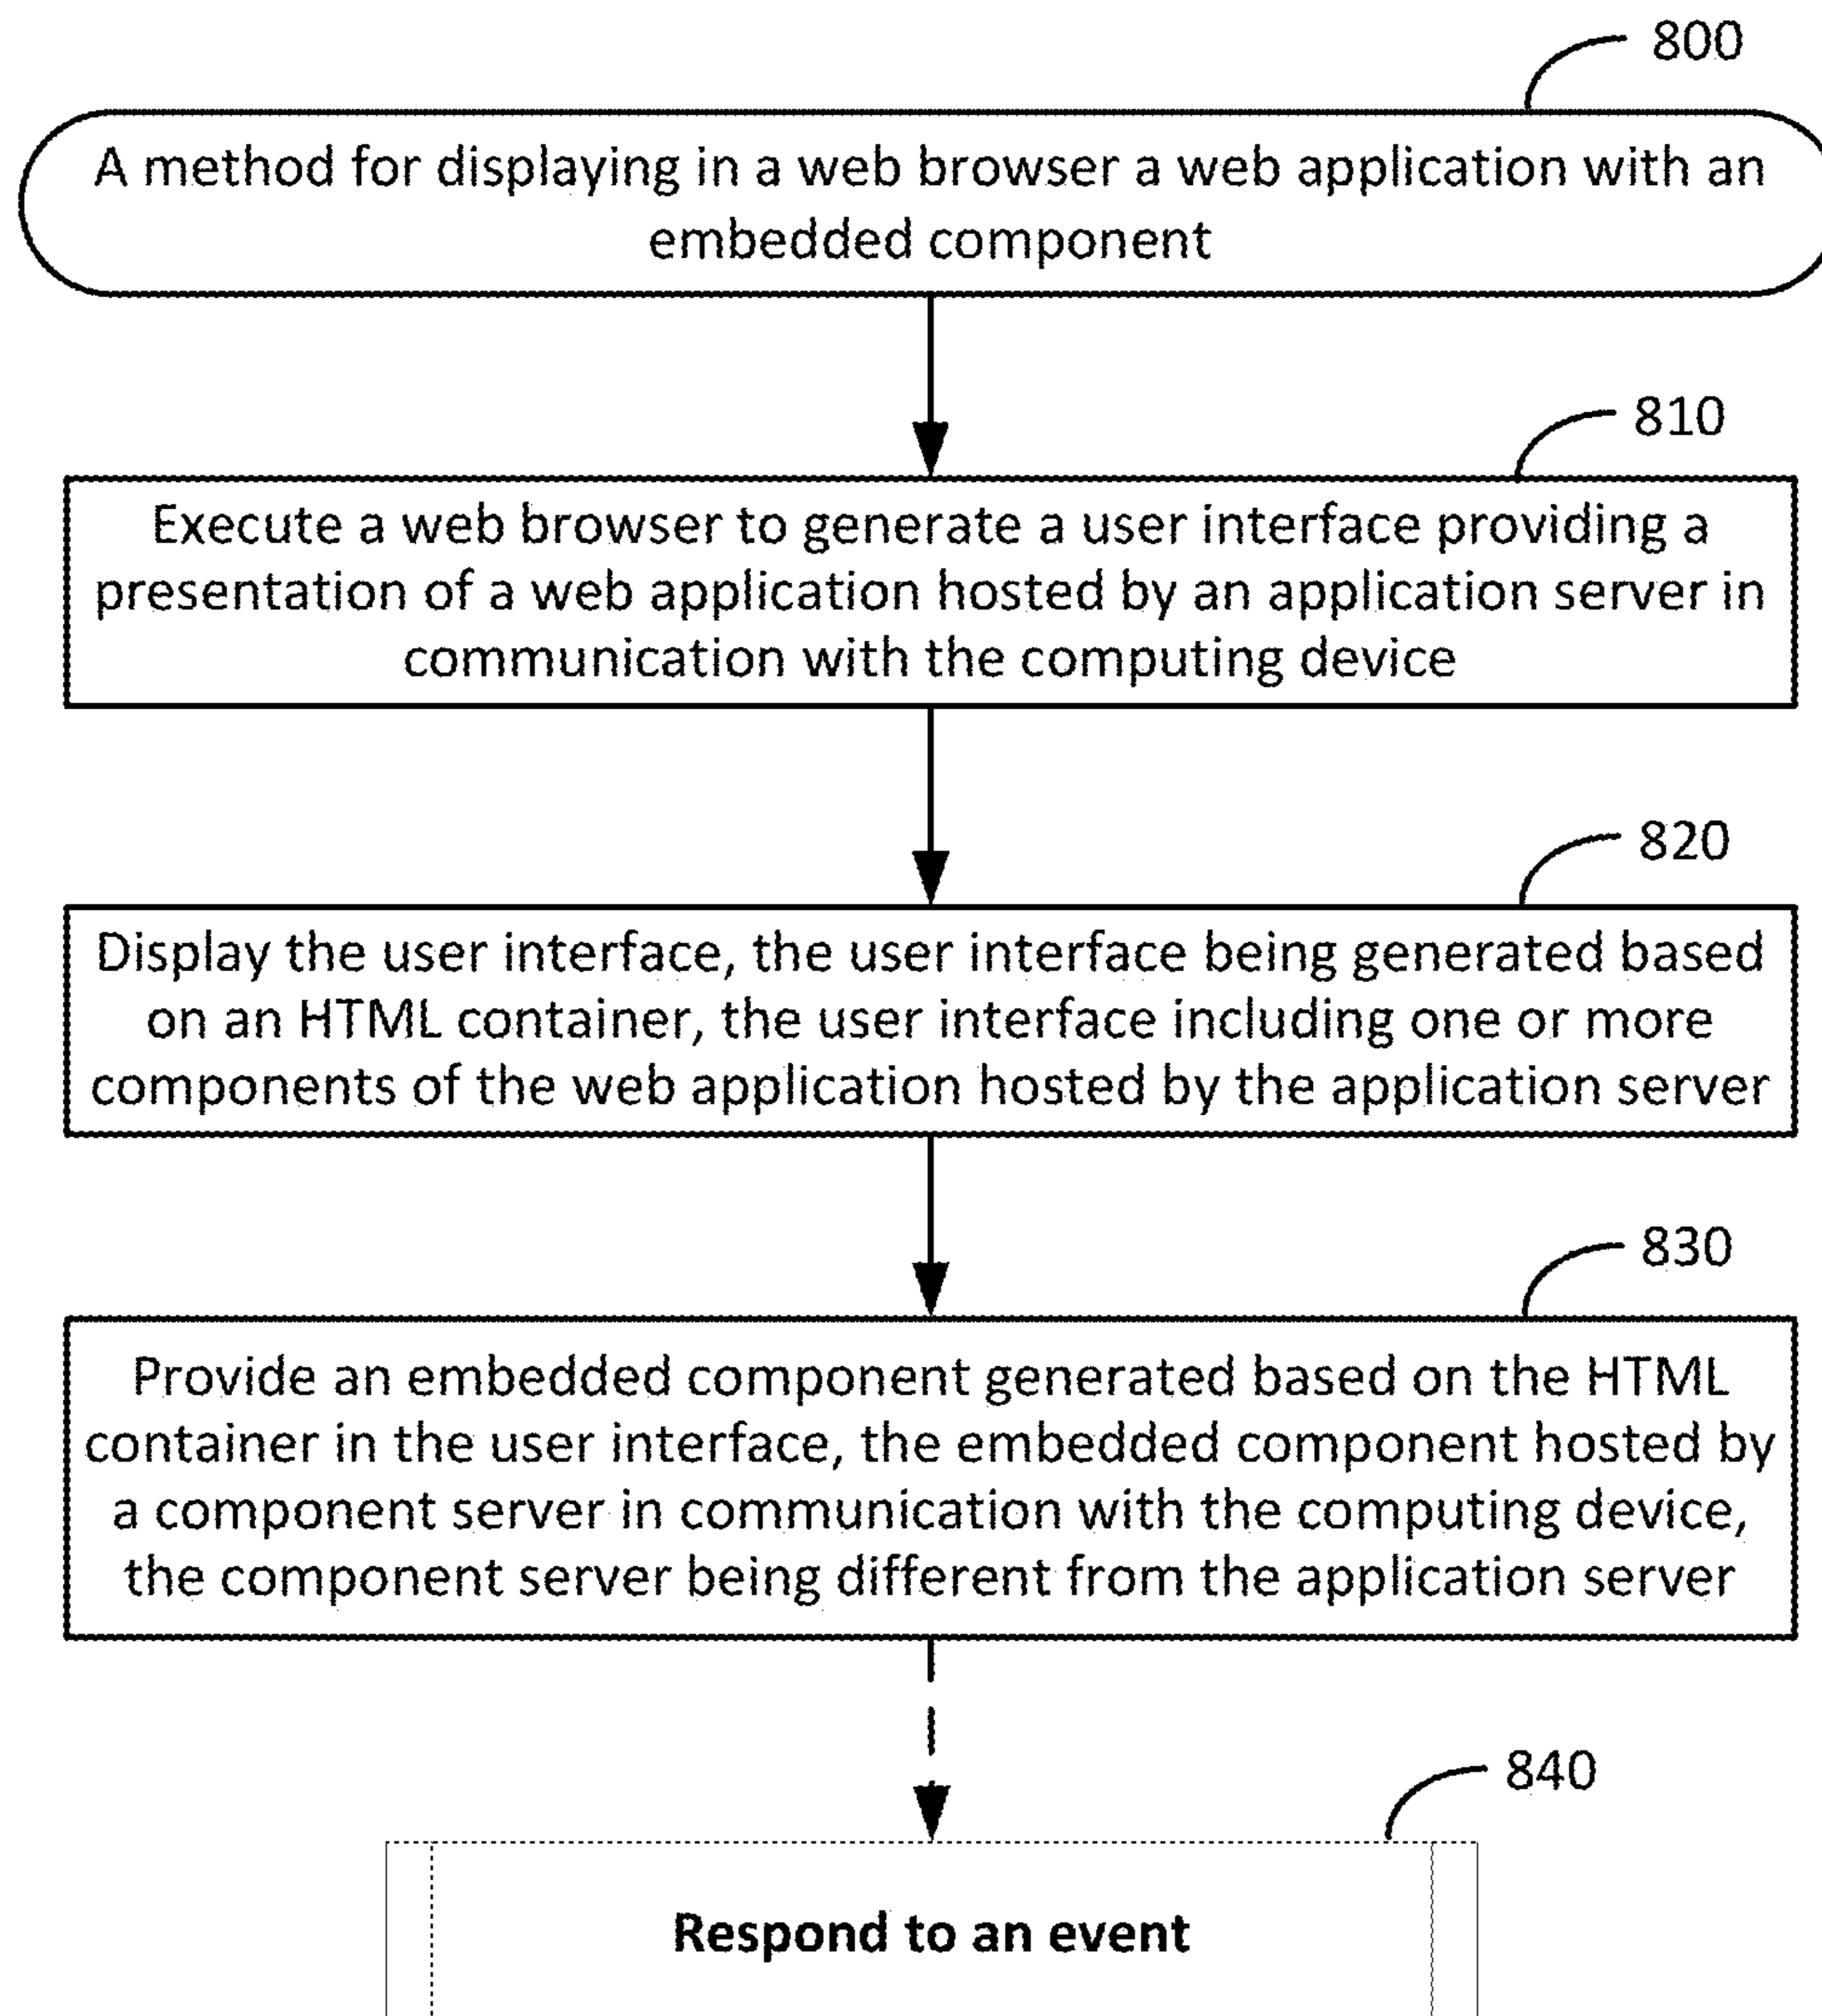 800
A method for displaying in a web browser a web application with an
embedded component
810
Execute a web browser to generate a user interface providing a
presentation of a web application hosted by an application server in
communication with the computing device
820
Display the user interface, the user interface being generated based
on an HTML container, the user interface including one or more
components of the web application hosted by the application server
830
Provide an embedded component generated based on the HTML
container in the user interface, the embedded component hosted by
a component server in communication with the computing device,
the component server being different from the application server
840
Respond to an event